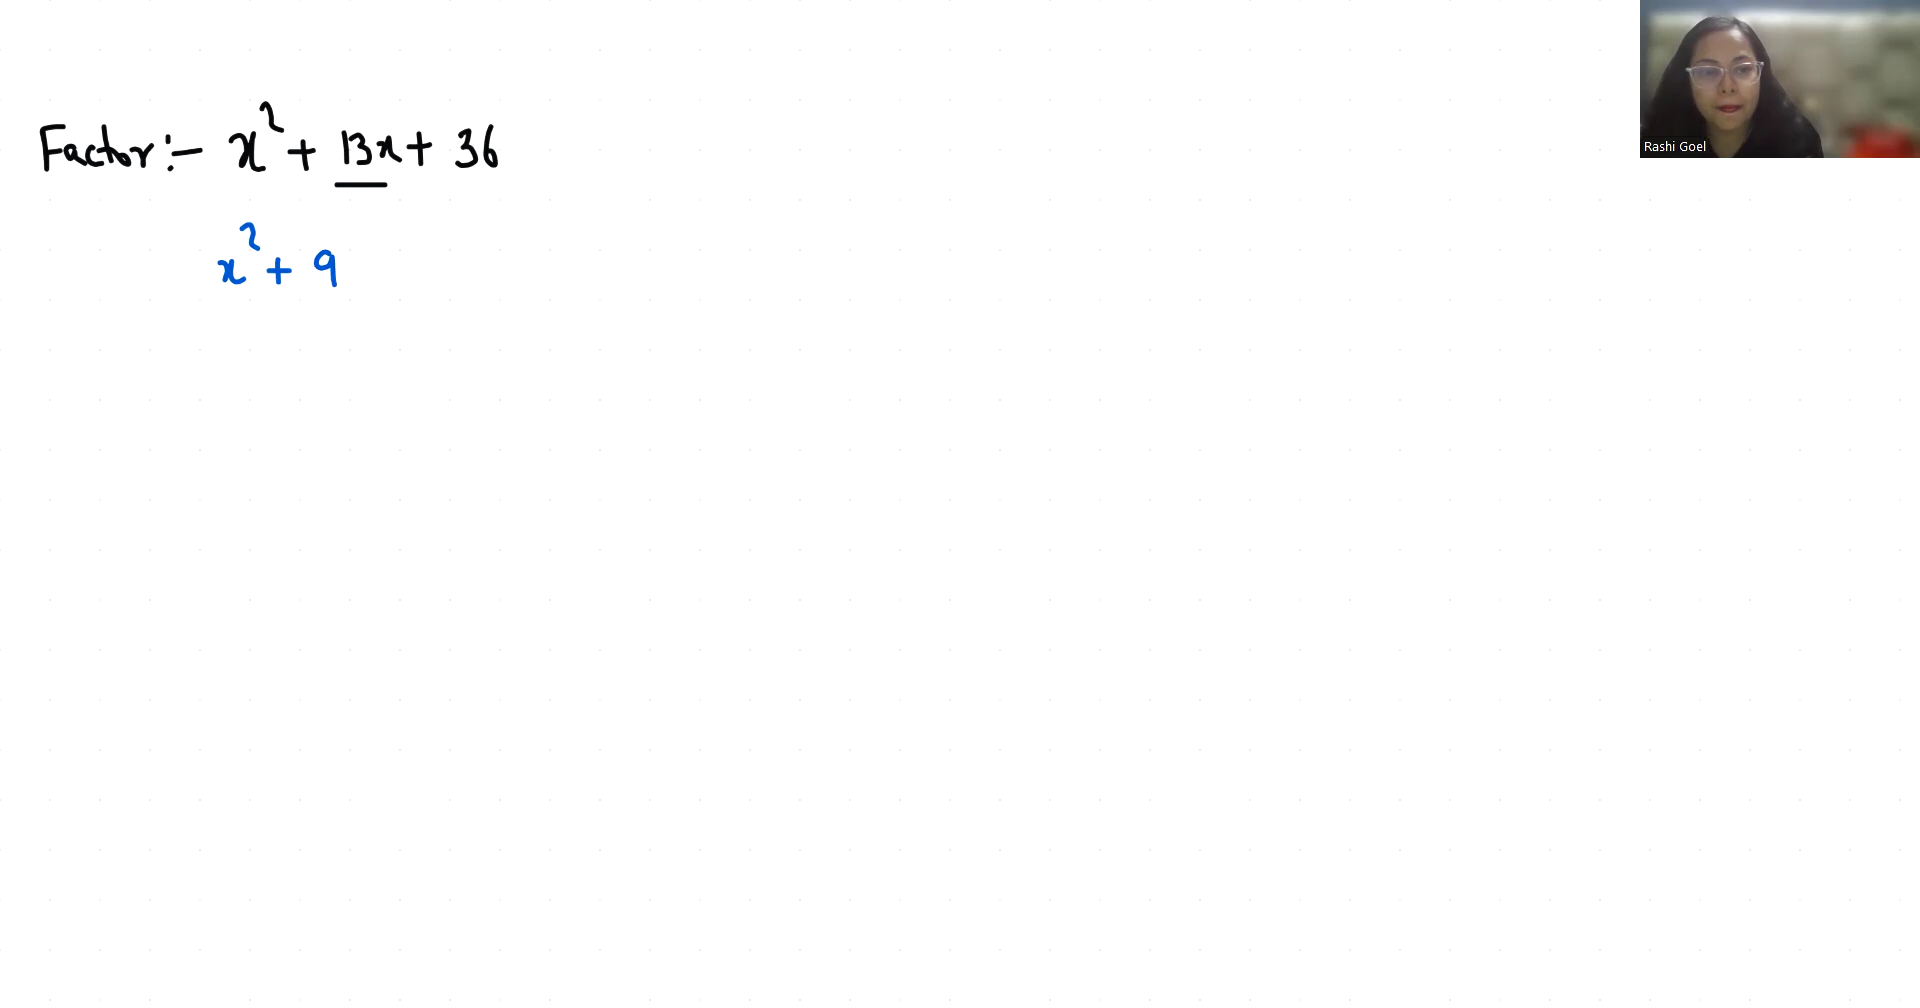 Factor:- x² + 13x + 36
x² + 9
Rashi Goel